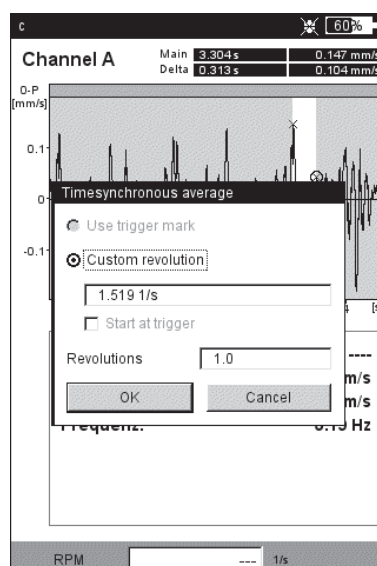 c 60%
Channel A Main 3.304 s 0.147 mm/s
Delta 0.313 s 0.104 mm/s
0-P
[mm/s]
0.1
0
-0.1
Timesynchronous average
Use trigger mark
Custom revolution
1.519 1/s
Start at trigger
Revolutions 1.0
OK Cancel
4 [s
----
m/s
m/s
Frequenz: Hz
RPM --- 1/s